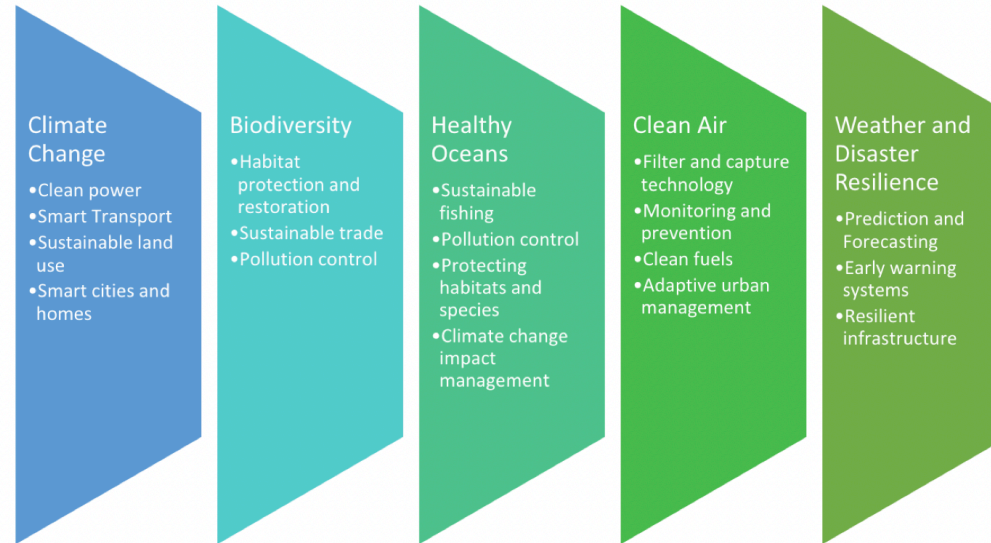 Climate
Change
•Clean power
•Smart Transport
•Sustainable land
use
•Smart cities and
homes
Biodiversity
•Habitat
protection and
restoration
•Sustainable trade
•Pollution control
Healthy
Oceans
•Sustainable
fishing
•Pollution control
•Protecting
habitats and
species
•Climate change
impact
management
Clean Air
•Filter and capture
technology
•Monitoring and
prevention
•Clean fuels
•Adaptive urban
management
Weather and
Disaster
Resilience
•Prediction and
Forecasting
•Early warning
systems
•Resilient
infrastructure